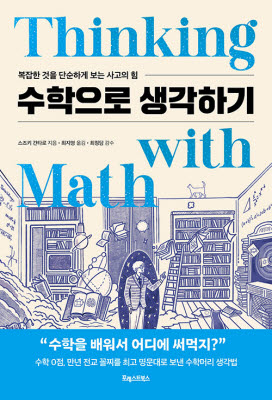 Thinking
복잡한 것을 단순하게 보는 사고의 힘
수학으로 생각하기
스즈키 간타로 지음 · 최지영 옮김 · 최정담 감수
with
Math
“수학을 배워서 어디에 써먹지?”
수학 0점, 만년 전교 꼴찌를 최고 명문대로 보낸 수학머리 생각법
포레스트북스